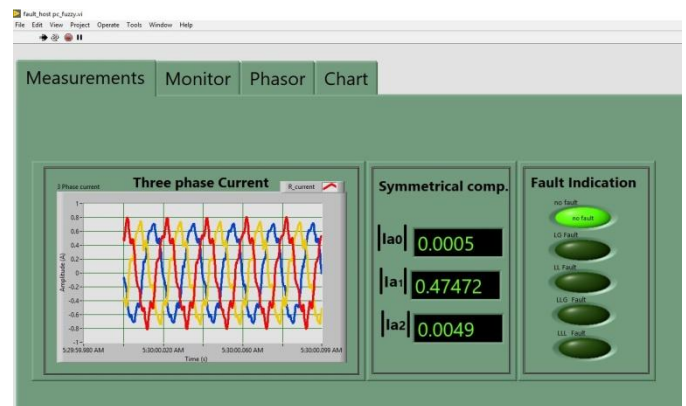 fault_host pc_fuzzy.vi
File Edit View Project Operate Tools Window Help
Measurements Monitor Phasor Chart
3 Phase current Three phase Current R_current
Amplitude (A)
1
0.8
0.6
0.4
0.2
0
-0.2
-0.4
-0.6
-0.8
-1
5:29:59.980 AM 5:30:00.020 AM 5:30:00.060 AM 5:30:00.099 AM
Time (s)
Symmetrical comp.
|Ia0| 0.0005
|Ia1| 0.47472
|Ia2| 0.0049
Fault Indication
no fault
no fault
LG Fault
LL Fault
LLG Fault
LLL Fault